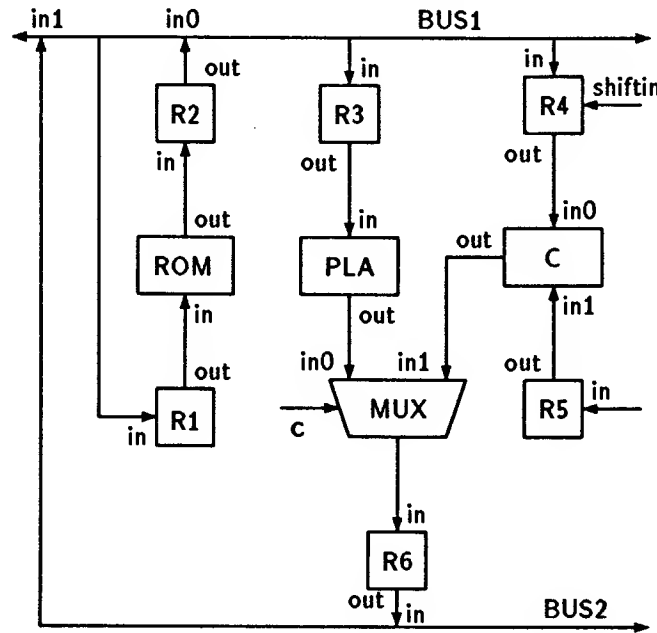 in1 in0 BUS1
out in in
R2 R3 R4 shiftin
in out out
out in out in0
ROM PLA C
in out in1
out in0 in1 out
R1 MUX R5 in
in c
in
R6
out in BUS2